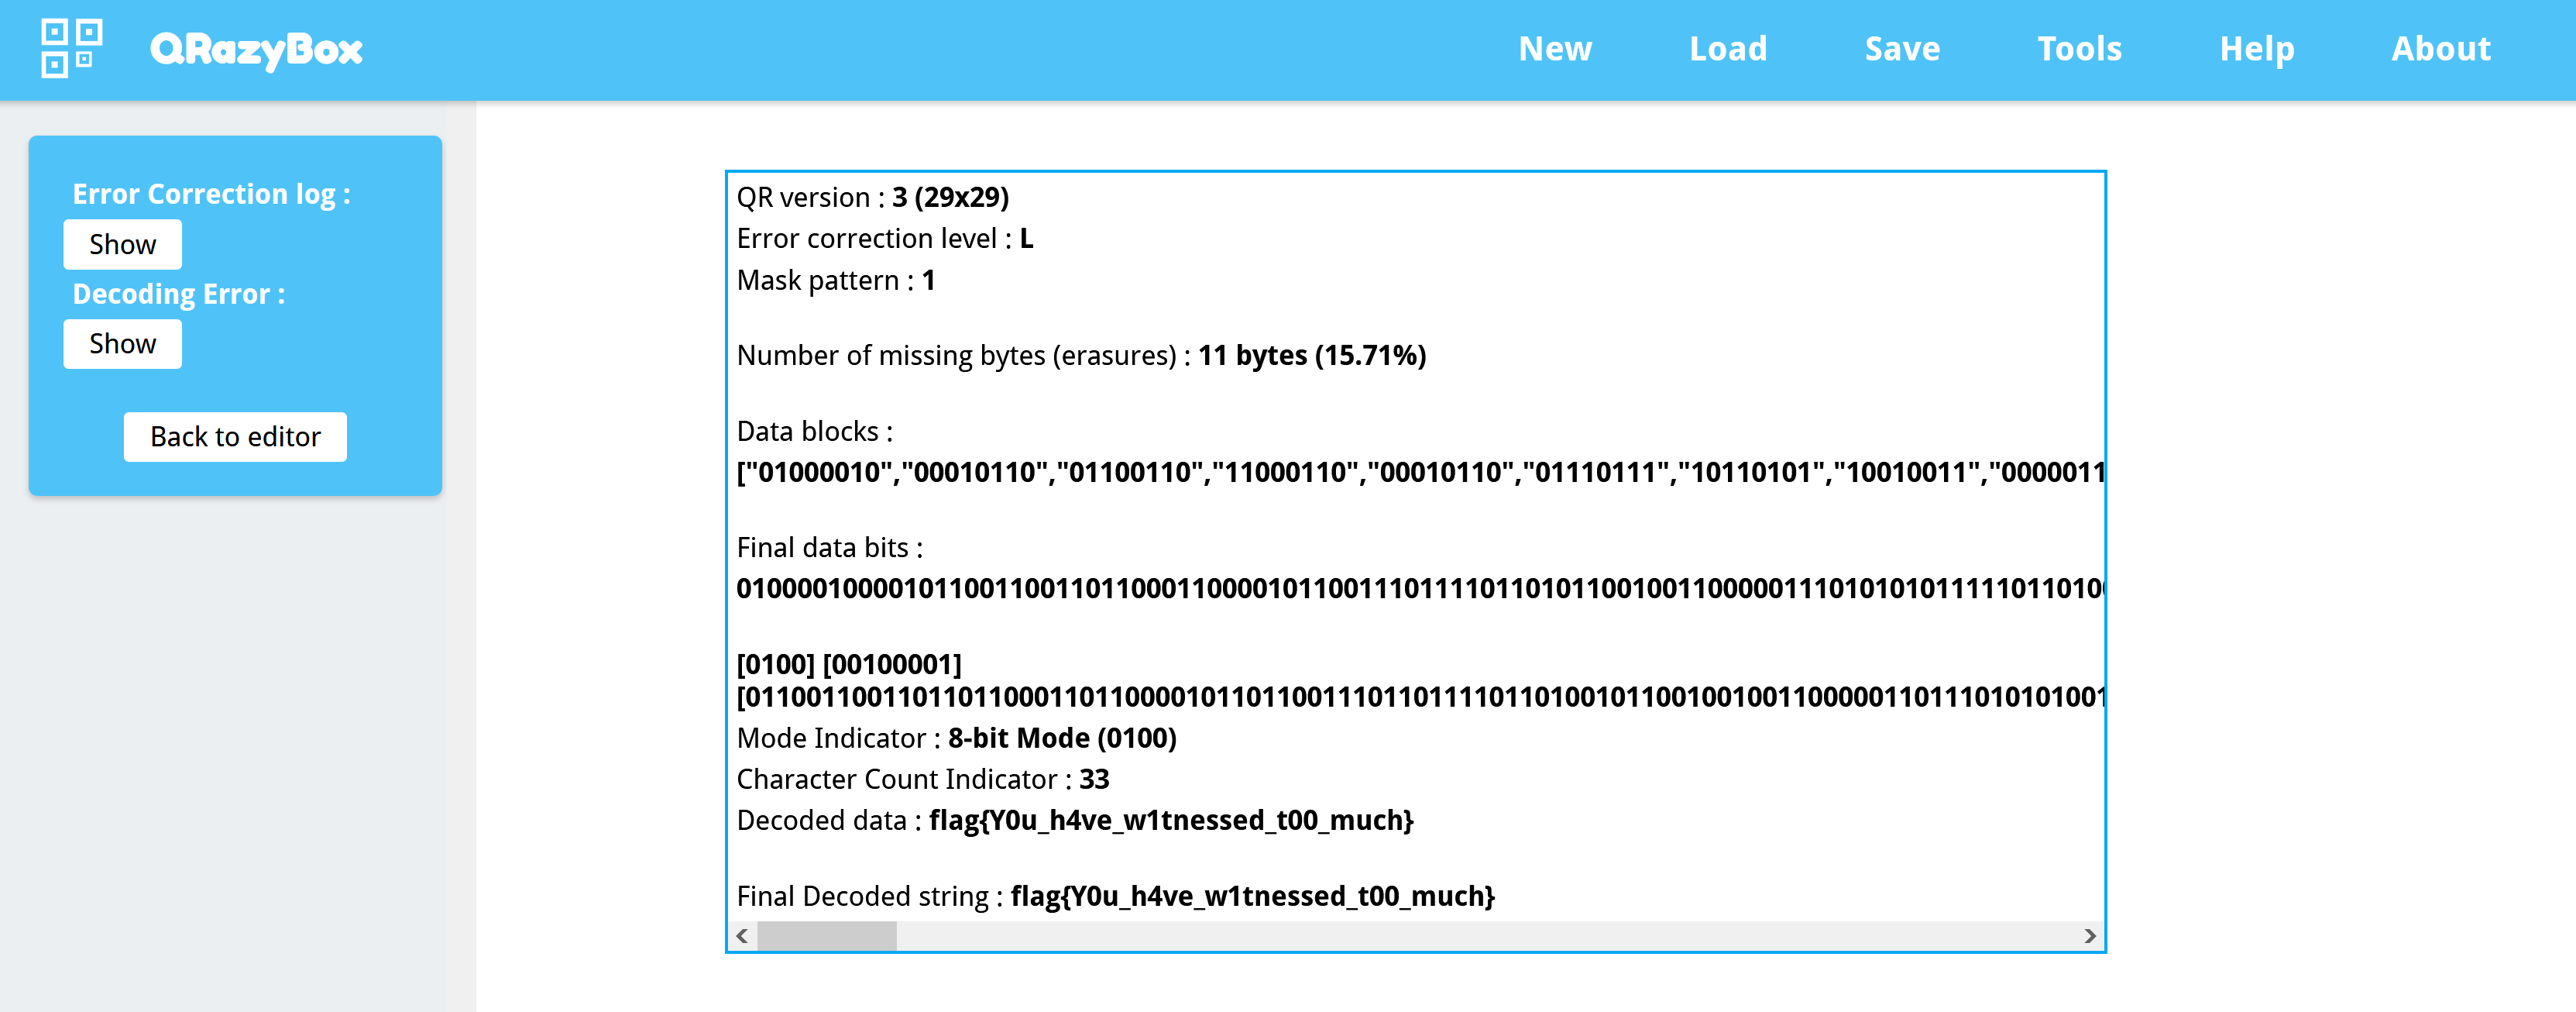 QRazyBox
New Load Save Tools Help About
Error Correction log :
Show
Decoding Error :
Show
Back to editor
QR version : 3 (29x29)
Error correction level : L
Mask pattern : 1
Number of missing bytes (erasures) : 11 bytes (15.71%)
Data blocks :
["01000010","00010110","01100110","11000110","00010110","01110111","10110101","10010011","0000011
Final data bits :
010000100001011001100110110001100001011001110111101101011001001100000111010101011111011010
[0100] [00100001]
[01100110011011011000110110000101101100111011011110110100101100100100110000011011101010100​1
Mode Indicator : 8-bit Mode (0100)
Character Count Indicator : 33
Decoded data : flag{Y0u_h4ve_w1tnessed_t00_much}
Final Decoded string : flag{Y0u_h4ve_w1tnessed_t00_much}